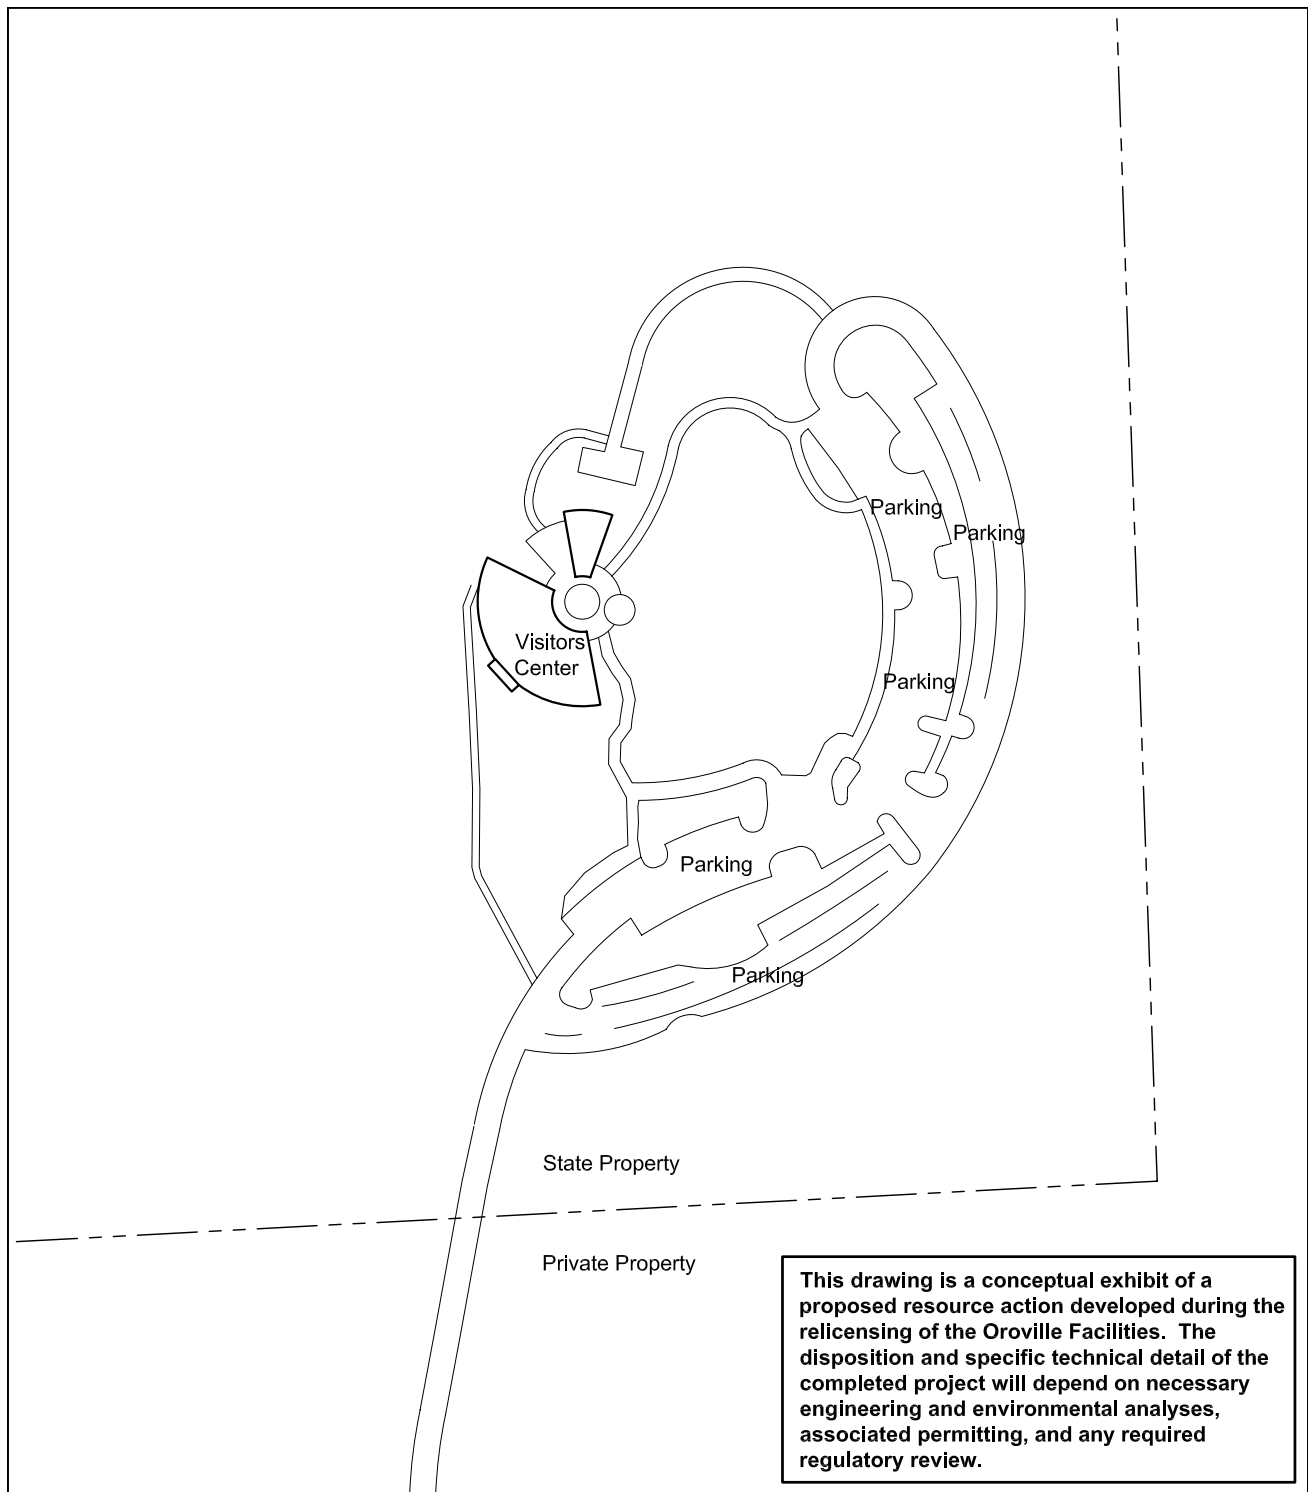 Parking
Parking
Visitors
Center
Parking
Parking
Parking
State Property
Private Property
This drawing is a conceptual exhibit of a
proposed resource action developed during the
relicensing of the Oroville Facilities.  The
disposition and specific technical detail of the
completed project will depend on necessary
engineering and environmental analyses,
associated permitting, and any required
regulatory review.